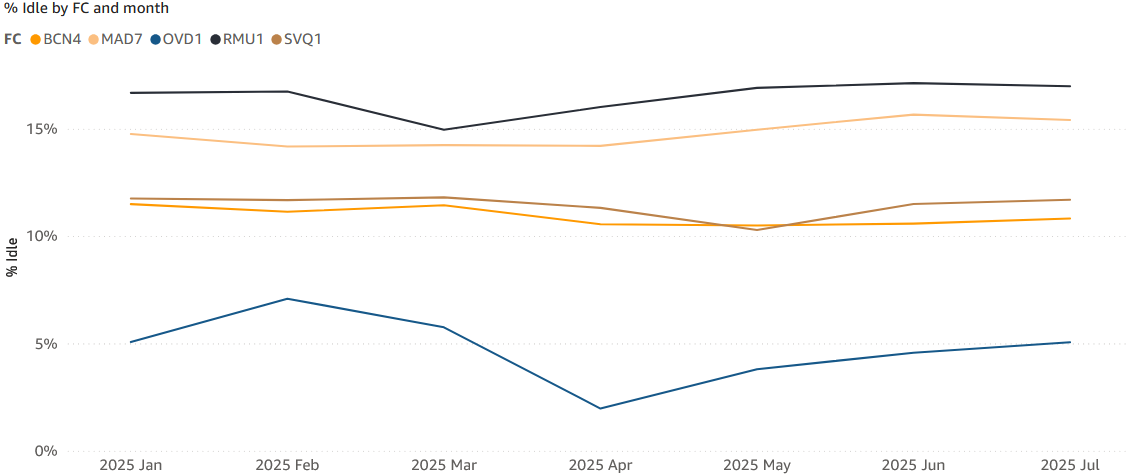 % Idle by FC and month
FC BCN4 MAD7 OVD1 RMU1 SVQ1
15%
10%
% Idle
5%
0%
2025 Jan 2025 Feb 2025 Mar 2025 Apr 2025 May 2025 Jun 2025 Jul